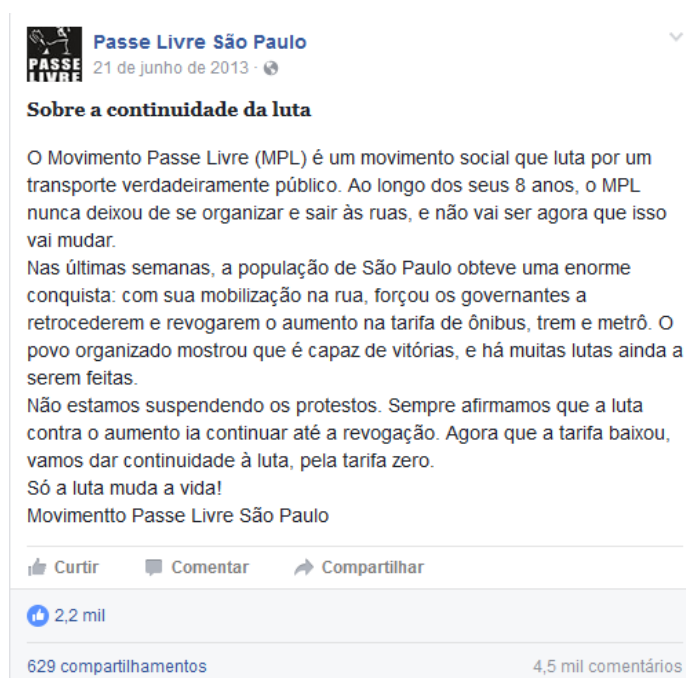 PASSE
LIVRE
Passe Livre São Paulo
21 de junho de 2013 ·
Sobre a continuidade da luta
O Movimento Passe Livre (MPL) é um movimento social que luta por um
transporte verdadeiramente público. Ao longo dos seus 8 anos, o MPL
nunca deixou de se organizar e sair às ruas, e não vai ser agora que isso
vai mudar.
Nas últimas semanas, a população de São Paulo obteve uma enorme
conquista: com sua mobilização na rua, forçou os governantes a
retrocederem e revogarem o aumento na tarifa de ônibus, trem e metrô. O
povo organizado mostrou que é capaz de vitórias, e há muitas lutas ainda a
serem feitas.
Não estamos suspendendo os protestos. Sempre afirmamos que a luta
contra o aumento ia continuar até a revogação. Agora que a tarifa baixou,
vamos dar continuidade à luta, pela tarifa zero.
Só a luta muda a vida!
Movimentto Passe Livre São Paulo
Curtir Comentar Compartilhar
2,2 mil
629 compartilhamentos 4,5 mil comentários